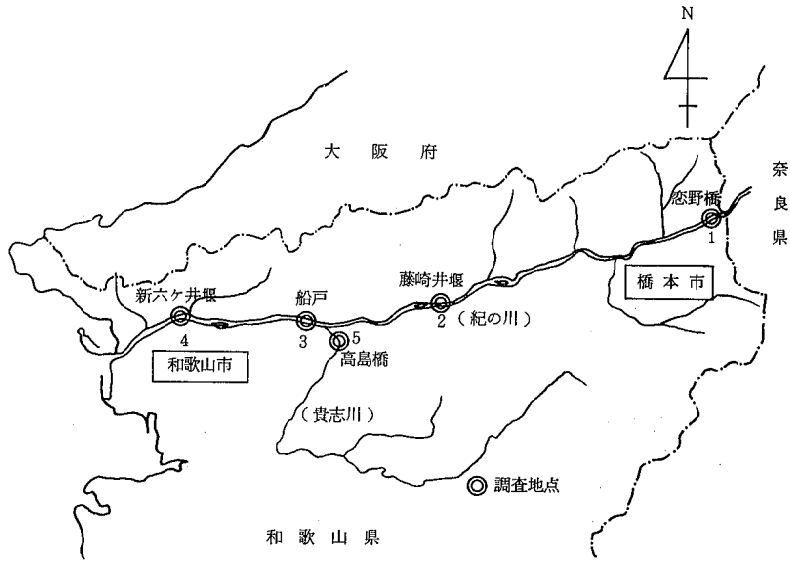 N
大阪府
奈良県
恋野橋
1
橋本市
藤崎井堰
2
(紀の川)
船戸
3
新六ケ井堰
4
5
高島橋
和歌山市
(貴志川)
調査地点
和歌山県